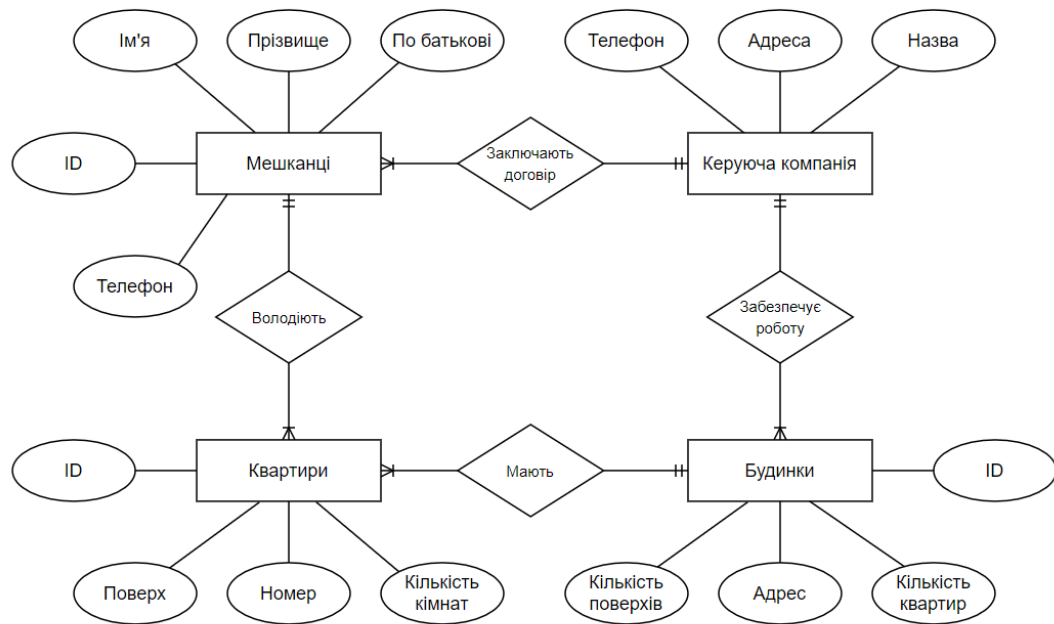 Ім'я
Прізвище
По батькові
Телефон
Адреса
Назва
ID
Мешканці
Заключають
договір
Керуюча компанія
Телефон
Володіють
Забезпечує
роботу
ID
Квартири
Мають
Будинки
ID
Поверх
Номер
Кількість
кімнат
Кількість
поверхів
Адрес
Кількість
квартир